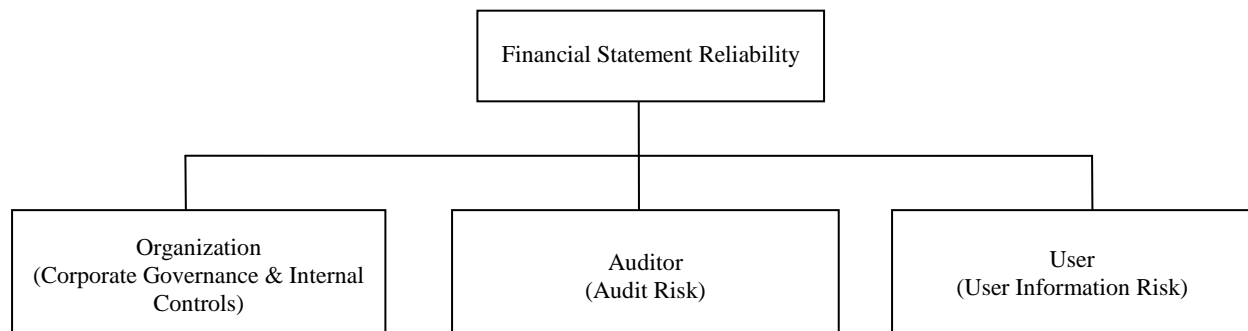 Financial Statement Reliability
Organization
(Corporate Governance & Internal
Controls)
Auditor
(Audit Risk)
User
(User Information Risk)